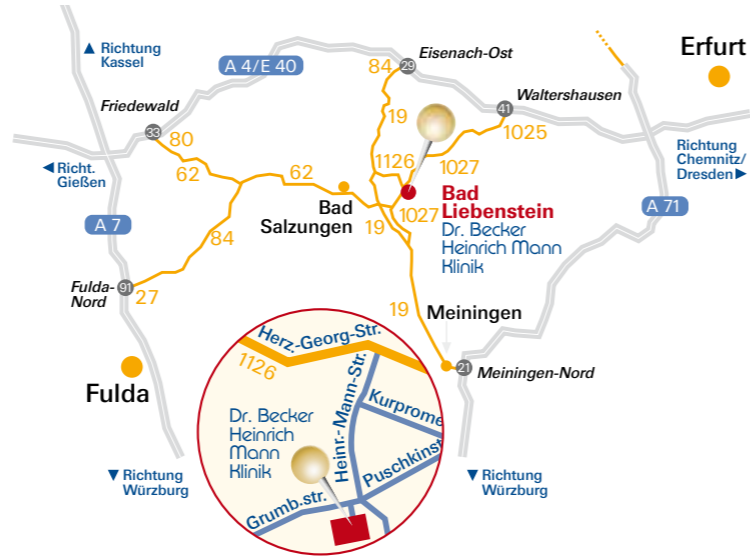 Richtung
Kassel
A 4/E 40
84
29
Eisenach-Ost
Erfurt
Friedewald
33
80
19
41
Waltershausen
1025
Richt.
Gießen
62
62
1126
1027
Richtung
Chemnitz/
Dresden
Bad
Salzungen
1027
19
Bad
Liebenstein
Dr. Becker
Heinrich Mann
Klinik
A 71
A 7
84
Fulda-
Nord
91
27
19
Meiningen
Fulda
21
Meiningen-Nord
Herz.-Georg-Str.
1126
Heinr.-Mann-Str.
Kurprome
Puschkinst
Grumb.str.
Dr. Becker
Heinrich
Mann
Klinik
Richtung
Würzburg
Richtung
Würzburg